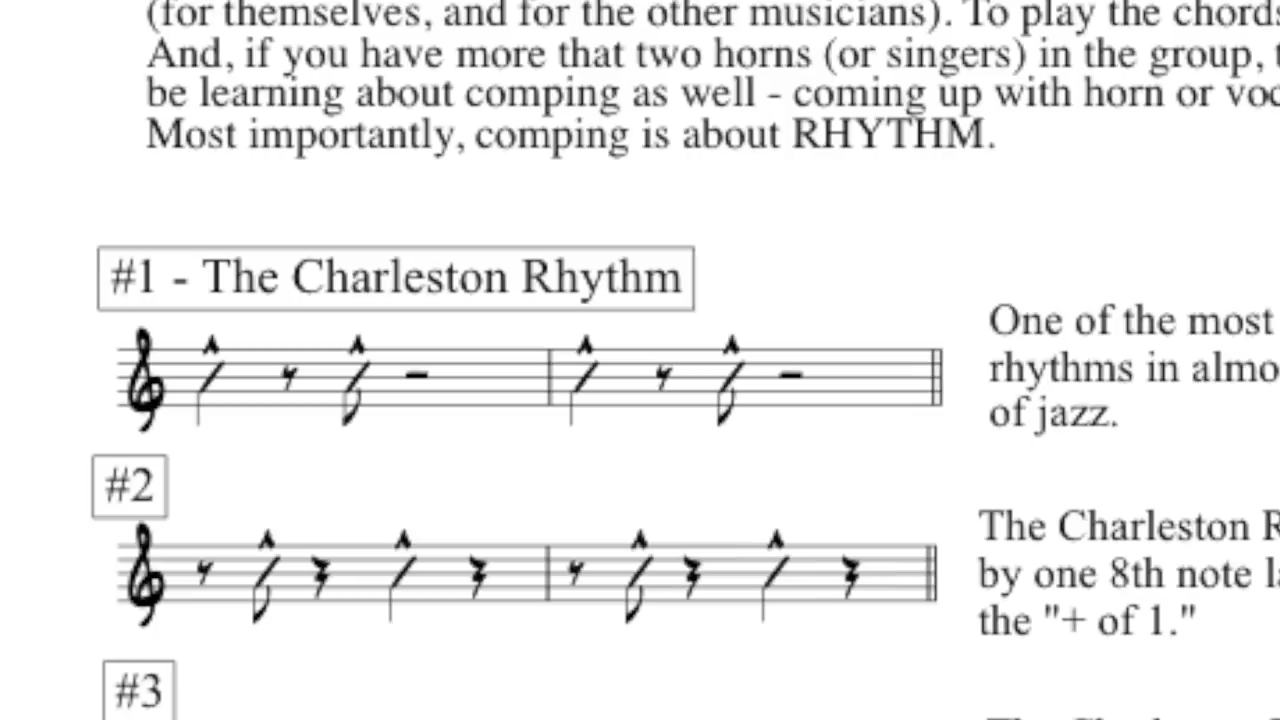 (for themselves, and for the other musicians). To play the chords
And, if you have more that two horns (or singers) in the group,
be learning about comping as well - coming up with horn or voc
Most importantly, comping is about RHYTHM.
#1 - The Charleston Rhythm
One of the most
rhythms in almo
of jazz.
#2
The Charleston R
by one 8th note la
the "+ of 1."
#3